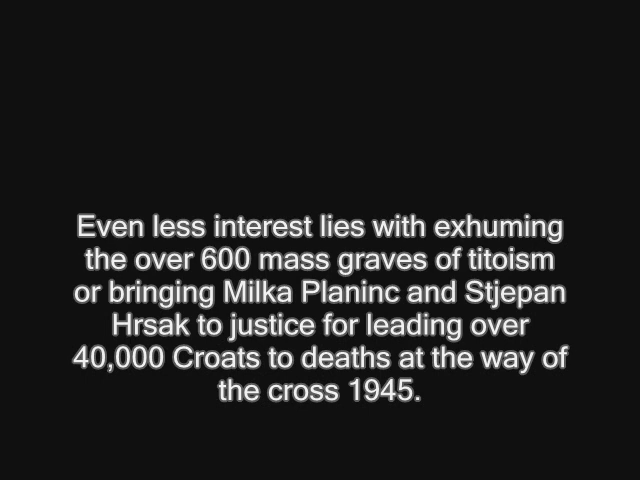 Even less interest lies with exhuming
the over 600 mass graves of titoism
or bringing Milka Planinc and Stjepan
Hrsak to justice for leading over
40,000 Croats to deaths at the way of
the cross 1945.